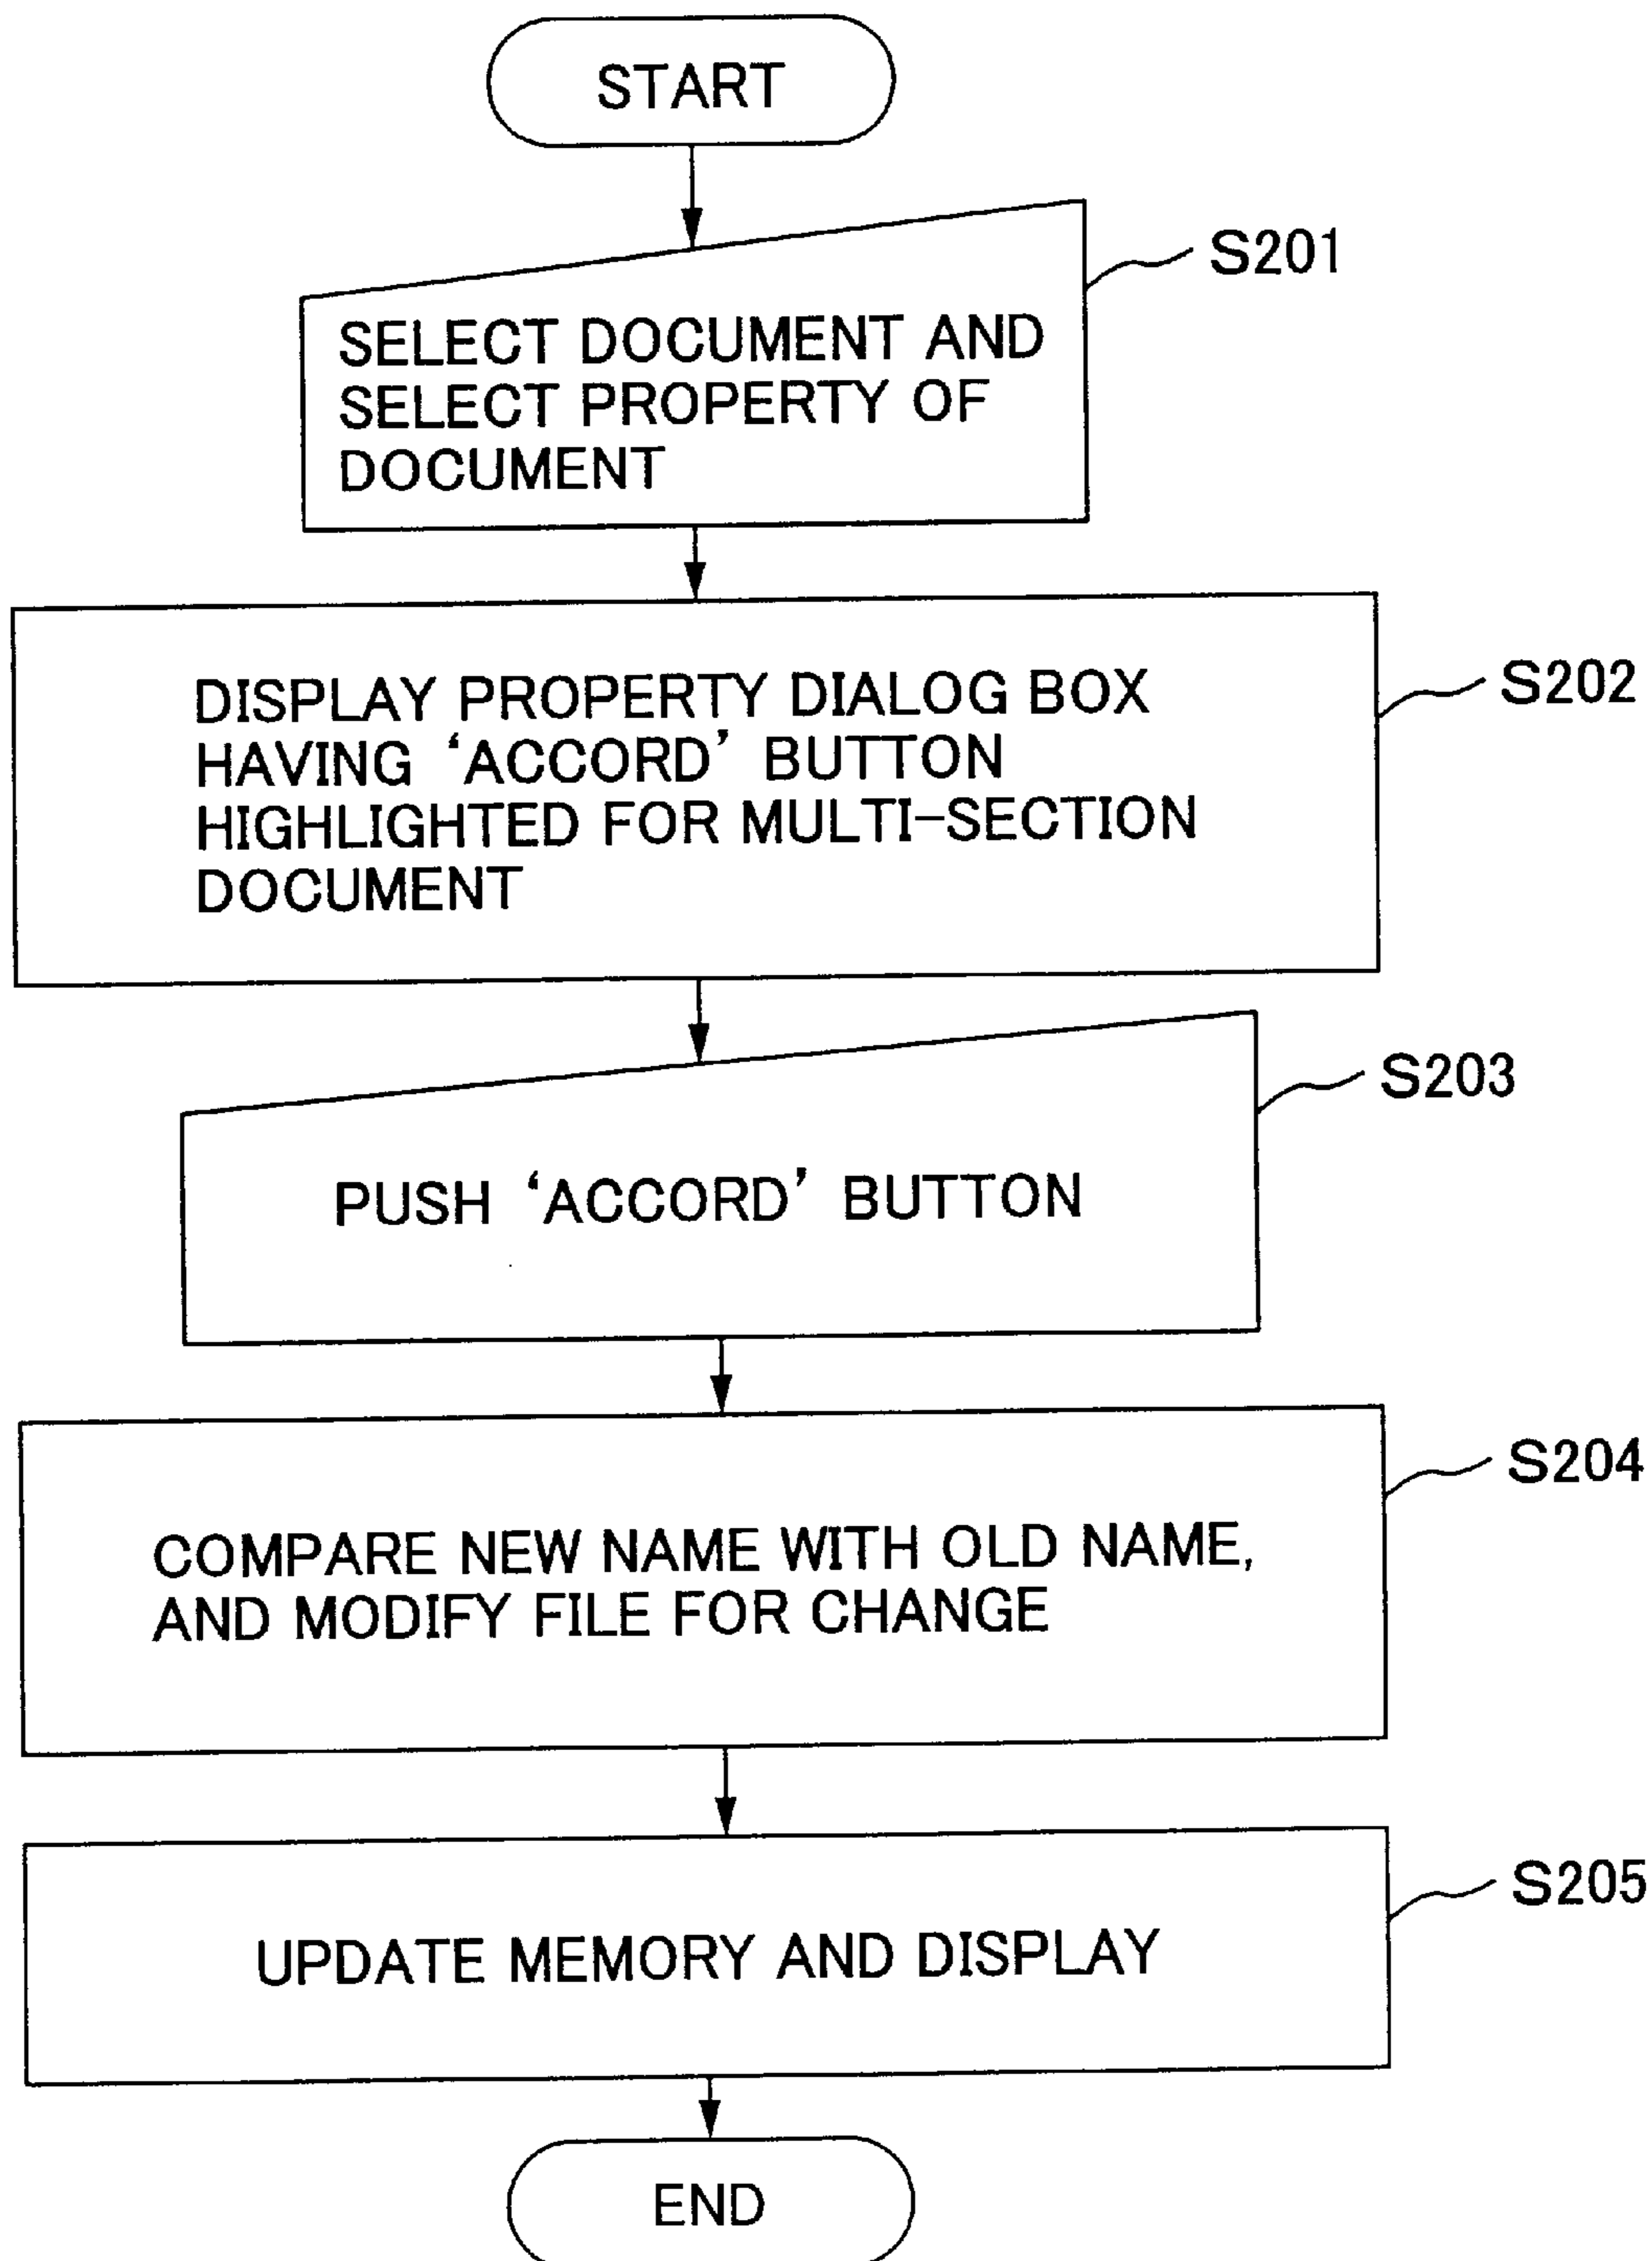 START
S201
SELECT DOCUMENT AND
SELECT PROPERTY OF
DOCUMENT
S202
DISPLAY PROPERTY DIALOG BOX
HAVING ‘ACCORD’ BUTTON
HIGHLIGHTED FOR MULTI-SECTION
DOCUMENT
S203
PUSH ‘ACCORD’ BUTTON
S204
COMPARE NEW NAME WITH OLD NAME,
AND MODIFY FILE FOR CHANGE
S205
UPDATE MEMORY AND DISPLAY
END